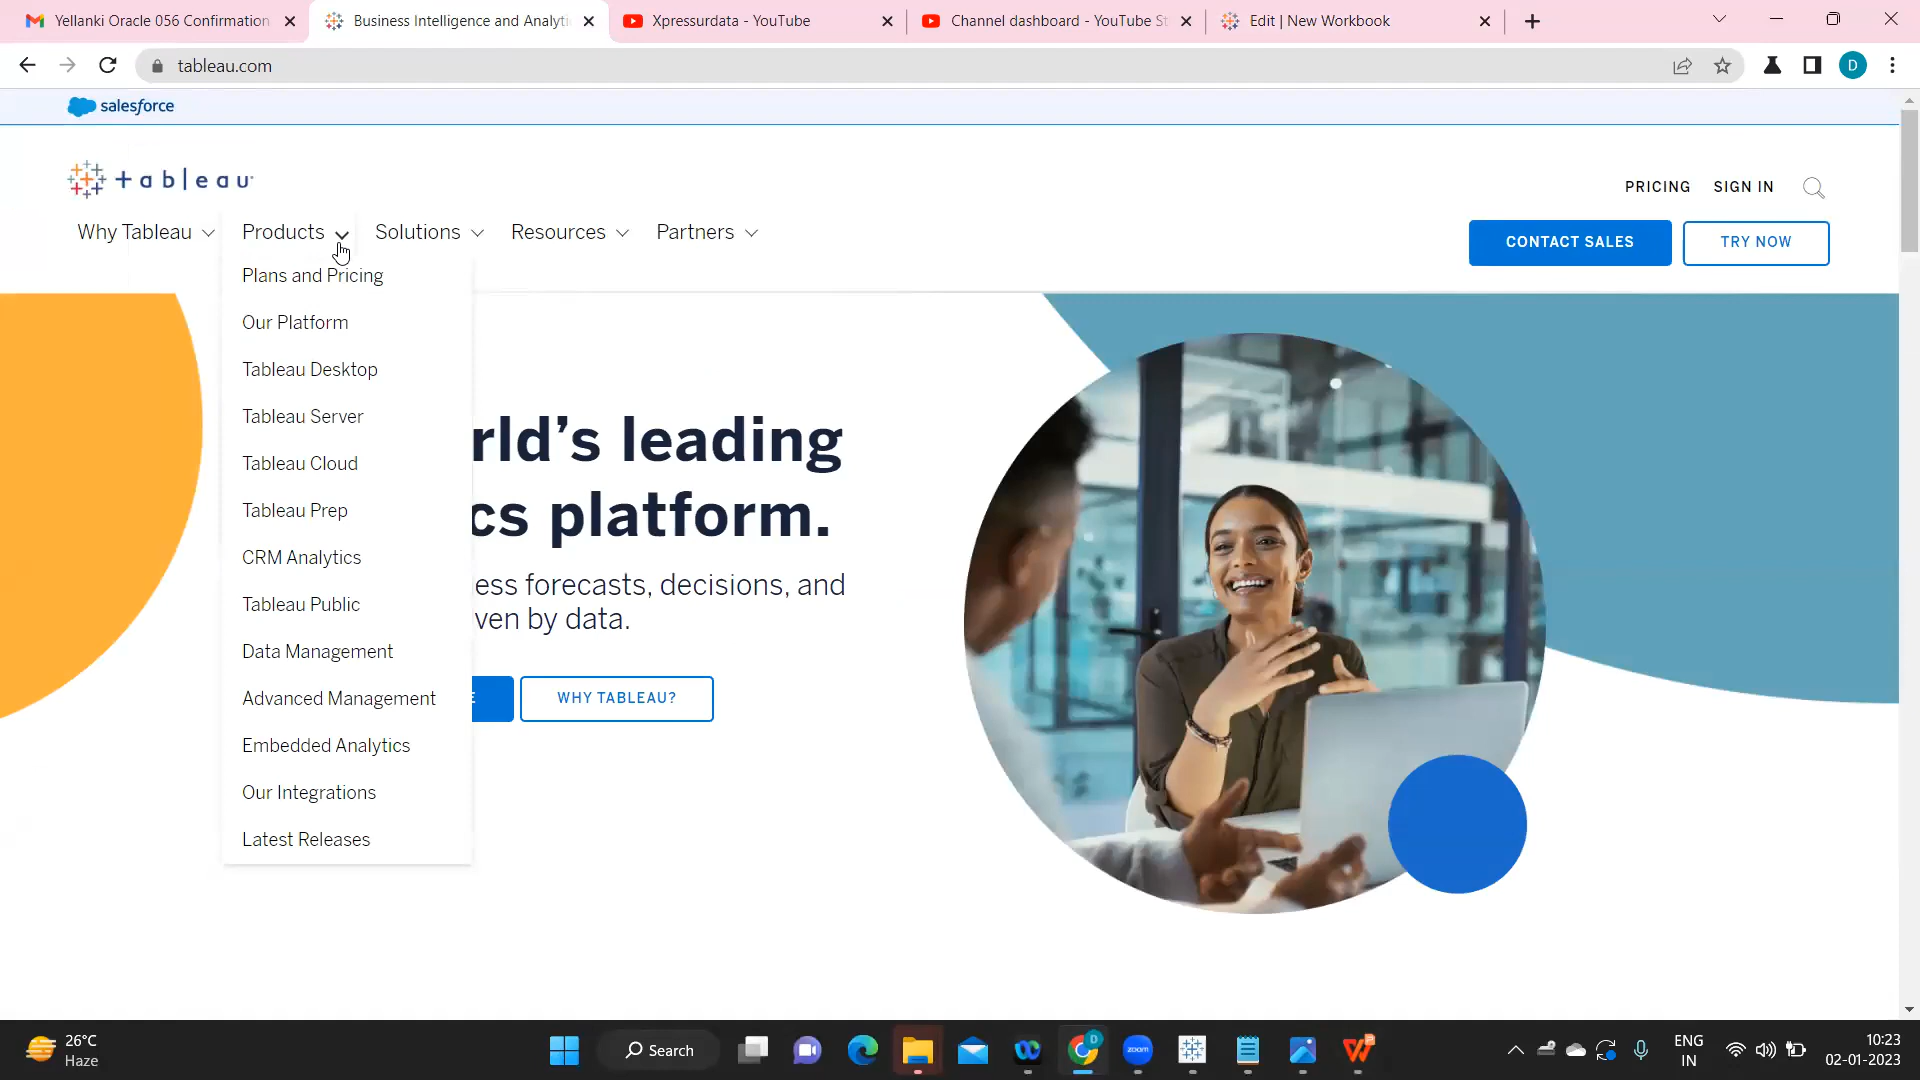 Yellanki Oracle 056 Confirmation
Business Intelligence and Analyti
Xpressurdata - YouTube
Channel dashboard - YouTube St
Edit | New Workbook
tableau.com
D
salesforce
+ a b l e a u
PRICING
SIGN IN
Why Tableau
Products
Solutions
Resources
Partners
CONTACT SALES
TRY NOW
Plans and Pricing
Our Platform
Tableau Desktop
Tableau Server
Tableau Cloud
Tableau Prep
CRM Analytics
Tableau Public
Data Management
Advanced Management
Embedded Analytics
Our Integrations
Latest Releases
rld's leading
cs platform.
ess forecasts, decisions, and
ven by data.
E
WHY TABLEAU?
26°C
Haze
Search
D
zoom
ENG
IN
10:23
02-01-2023